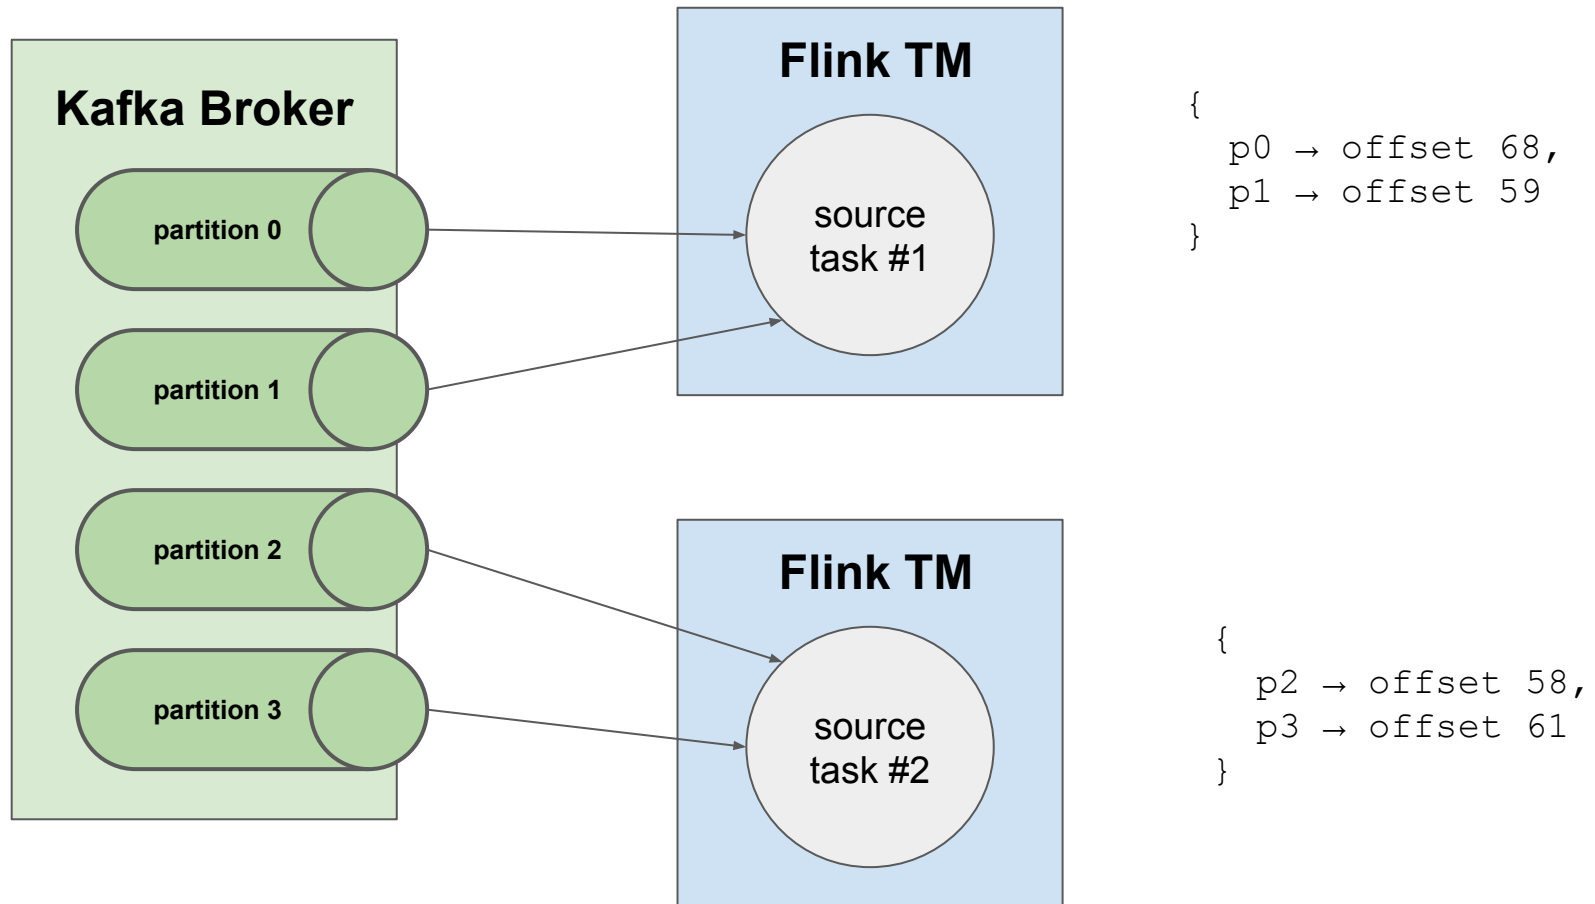 Kafka Broker
partition 0
partition 1
partition 2
partition 3
Flink TM
source
task #1
{
p0 → offset 68,
p1 → offset 59
}
Flink TM
source
task #2
{
p2 → offset 58,
p3 → offset 61
}